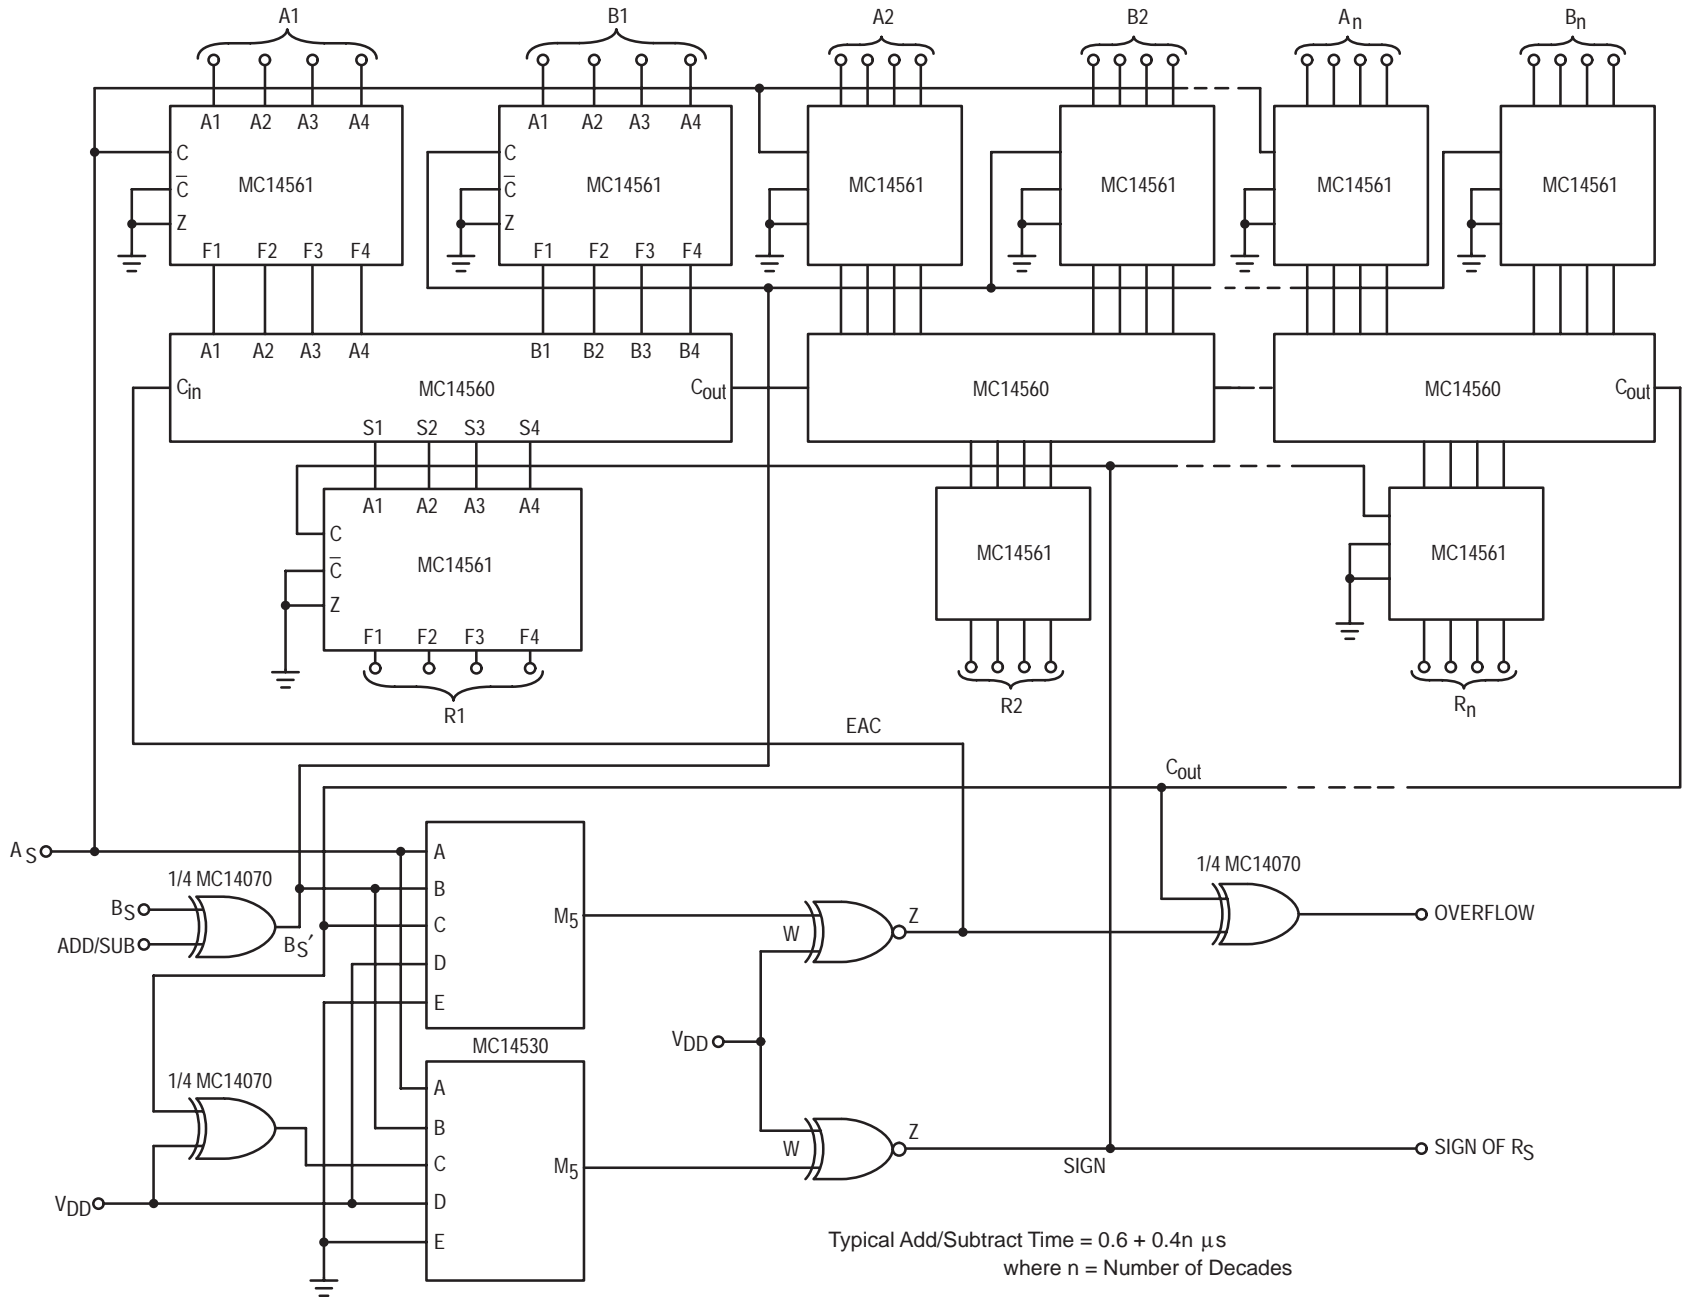 A1 B1 A2 B2 An Bn
A1 A2 A3 A4 A1 A2 A3 A4
C C
C̅ MC14561 C̅ MC14561 MC14561 MC14561 MC14561 MC14561
Z Z
F1 F2 F3 F4 F1 F2 F3 F4
A1 A2 A3 A4 B1 B2 B3 B4
Cin MC14560 Cout MC14560 MC14560 Cout
S1 S2 S3 S4
A1 A2 A3 A4
C
C̅ MC14561 MC14561 MC14561
Z
F1 F2 F3 F4
R1 R2 Rn
EAC
Cout
AS A
1/4 MC14070 1/4 MC14070
BS B
M5 W Z OVERFLOW
C
ADD/SUB BS′
D
E
VDD
MC14530
1/4 MC14070 A
B
W Z SIGN OF RS
C M5 SIGN
VDD D
E
Typical Add/Subtract Time = 0.6 + 0.4n μs
where n = Number of Decades